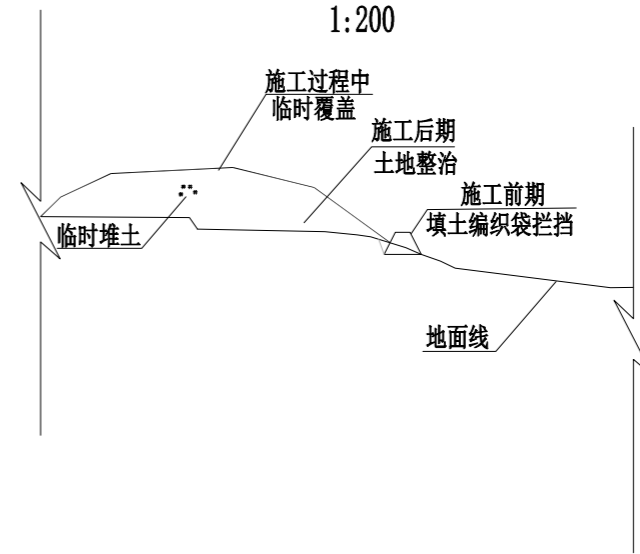 1:200
施工过程中
临时覆盖
施工后期
土地整治
施工前期
填土编织袋拦挡
临时堆土
地面线